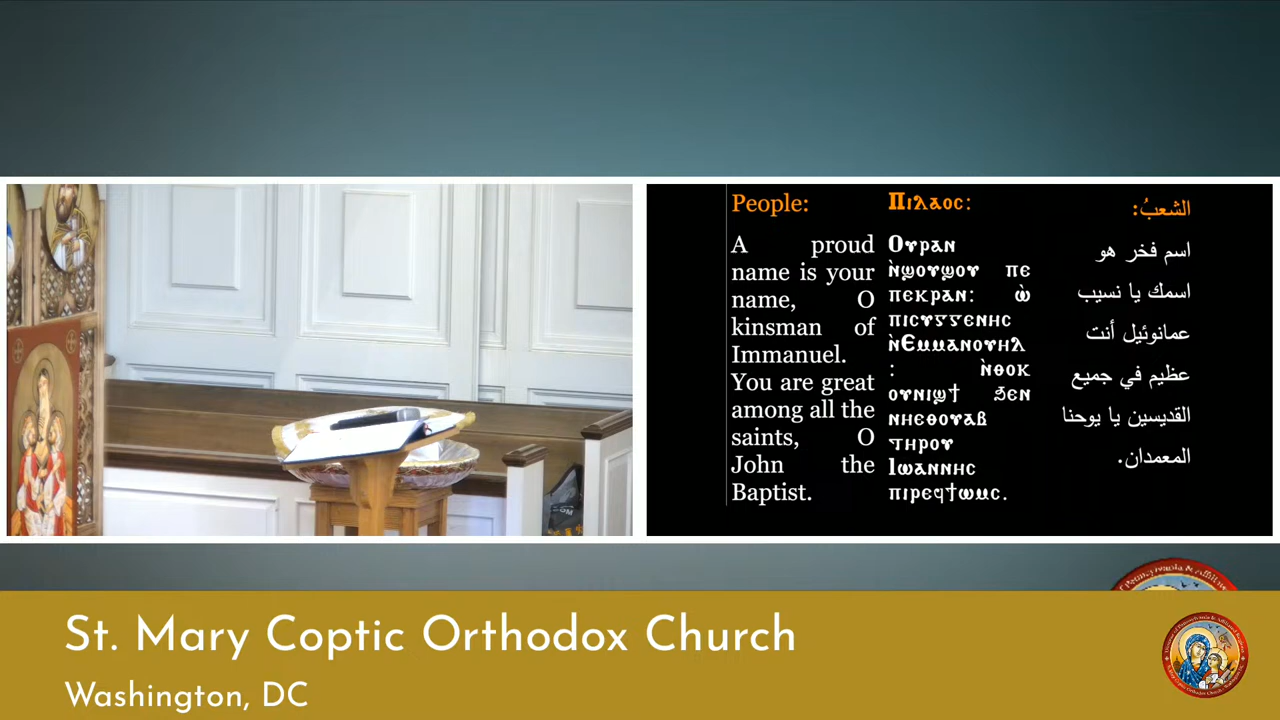 People:
A proud
name is your
name, O
kinsman of
Immanuel.
You are great
among all the
saints, O
John the
Baptist.
Ⲡⲓⲗⲁⲟⲥ:
Ⲟⲩⲣⲁⲛ
ⲛ̀ϣⲟⲩϣⲟⲩ ⲡⲉ
ⲡⲉⲕⲣⲁⲛ: ⲱ̀
ⲡⲓⲥⲩⲅⲅⲉⲛⲏⲥ
ⲛ̀Ⲉⲙⲙⲁⲛⲟⲩⲏⲗ
: ⲛ̀ⲑⲟⲕ
ⲟⲩⲛⲓϣϯ ϧⲉⲛ
ⲛⲏⲉⲑⲟⲩⲁⲃ
ⲧⲏⲣⲟⲩ
Ⲓⲱⲁⲛⲛⲏⲥ
ⲡⲓⲣⲉϥϯⲱⲙⲥ.
الشعبُ:
اسم فخر هو
اسمك يا نسيب
عمانوئيل أنت
عظيم في جميع
القديسين يا يوحنا
المعمدان.
St. Mary Coptic Orthodox Church
Washington, DC